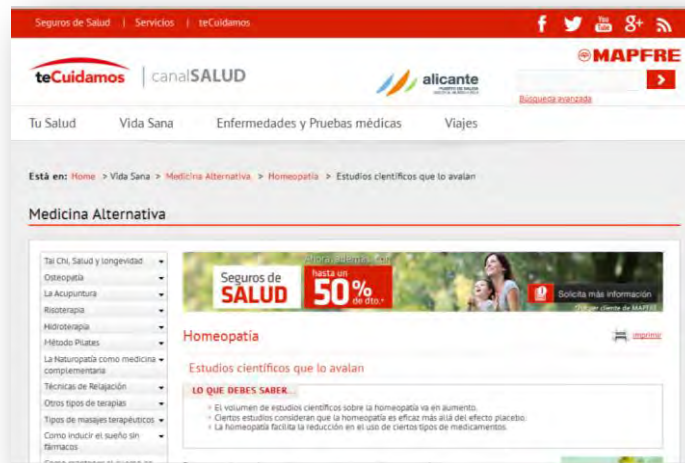 Seguros de Salud | Servicios | teCuidamos
f You Tube 8+
MAPFRE
teCuidamos | canalSALUD
alicante
Búsqueda avanzada
Tu Salud Vida Sana Enfermedades y Pruebas médicas Viajes
Está en: Home > Vida Sana > Medicina Alternativa > Homeopatía > Estudios científicos que lo avalan
Medicina Alternativa
Tai Chi, Salud y longevidad
Osteopatía
La Acupuntura
Risoterapia
Hidroterapia
Método Pilates
La Naturopatía como medicina complementaria
Técnicas de Relajación
Otros tipos de terapias
Tipos de masajes terapéuticos
Como inducir el sueño sin fármacos
Seguros de
SALUD
hasta un
50%
de dto.*
Solicita más información
Homeopatía
imprimir
Estudios científicos que lo avalan
LO QUE DEBES SABER...
El volumen de estudios científicos sobre la homeopatía va en aumento.
Ciertos estudios consideran que la homeopatía es eficaz más allá del efecto placebo.
La homeopatía facilita la reducción en el uso de ciertos tipos de medicamentos.